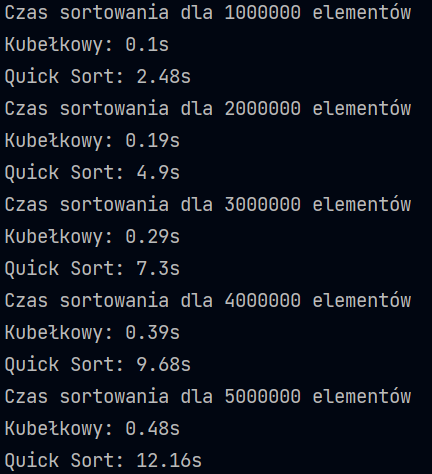 Czas sortowania dla 1000000 elementów
Kubełkowy: 0.1s
Quick Sort: 2.48s
Czas sortowania dla 2000000 elementów
Kubełkowy: 0.19s
Quick Sort: 4.9s
Czas sortowania dla 3000000 elementów
Kubełkowy: 0.29s
Quick Sort: 7.3s
Czas sortowania dla 4000000 elementów
Kubełkowy: 0.39s
Quick Sort: 9.68s
Czas sortowania dla 5000000 elementów
Kubełkowy: 0.48s
Quick Sort: 12.16s